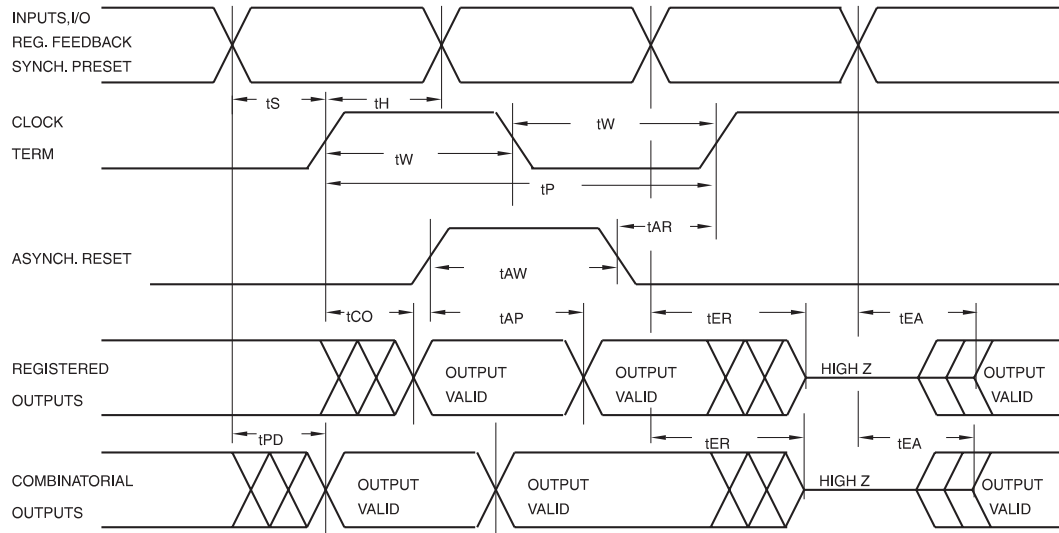 INPUTS,I/O
REG. FEEDBACK
SYNCH. PRESET
tS
tH
CLOCK
TERM
tW
tW
tP
tAR
ASYNCH. RESET
tAW
tCO
tAP
tER
tEA
REGISTERED
OUTPUTS
OUTPUT
VALID
OUTPUT
VALID
HIGH Z
OUTPUT
VALID
tPD
tER
tEA
COMBINATORIAL
OUTPUTS
OUTPUT
VALID
OUTPUT
VALID
HIGH Z
OUTPUT
VALID